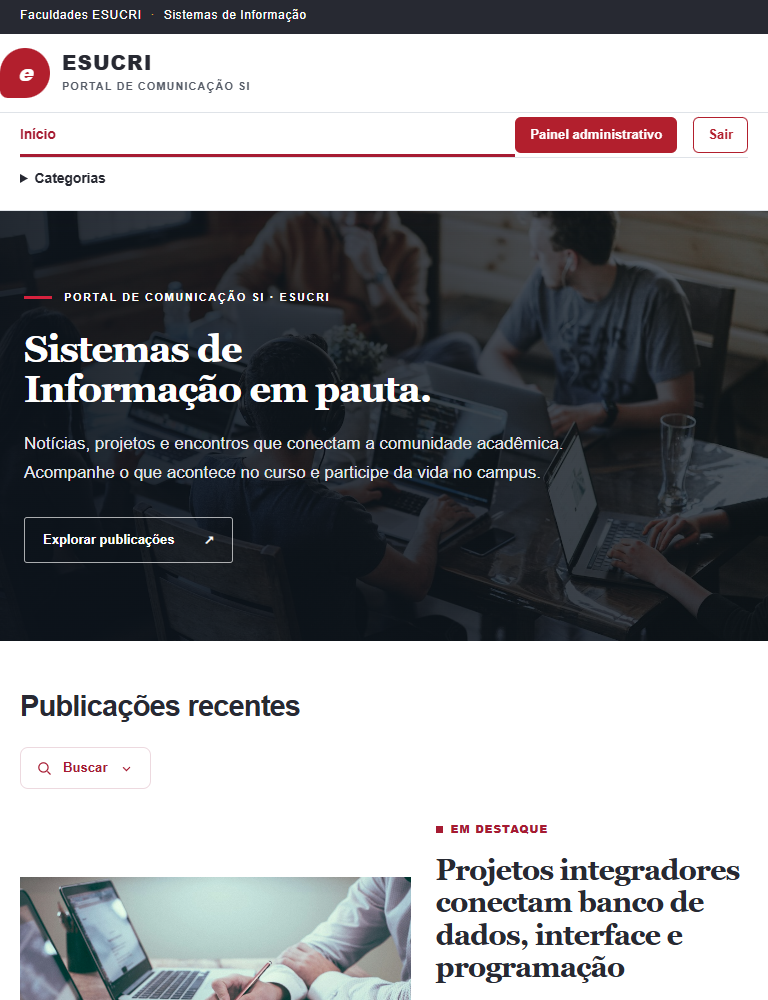 Faculdades ESUCRI · Sistemas de Informação
e
ESUCRI
PORTAL DE COMUNICAÇÃO SI
Início
Painel administrativo
Sair
Categorias
PORTAL DE COMUNICAÇÃO SI · ESUCRI
Sistemas de
Informação em pauta.
Notícias, projetos e encontros que conectam a comunidade acadêmica.
Acompanhe o que acontece no curso e participe da vida no campus.
Explorar publicações ↗
Publicações recentes
Buscar
EM DESTAQUE
Projetos integradores
conectam banco de
dados, interface e
programação